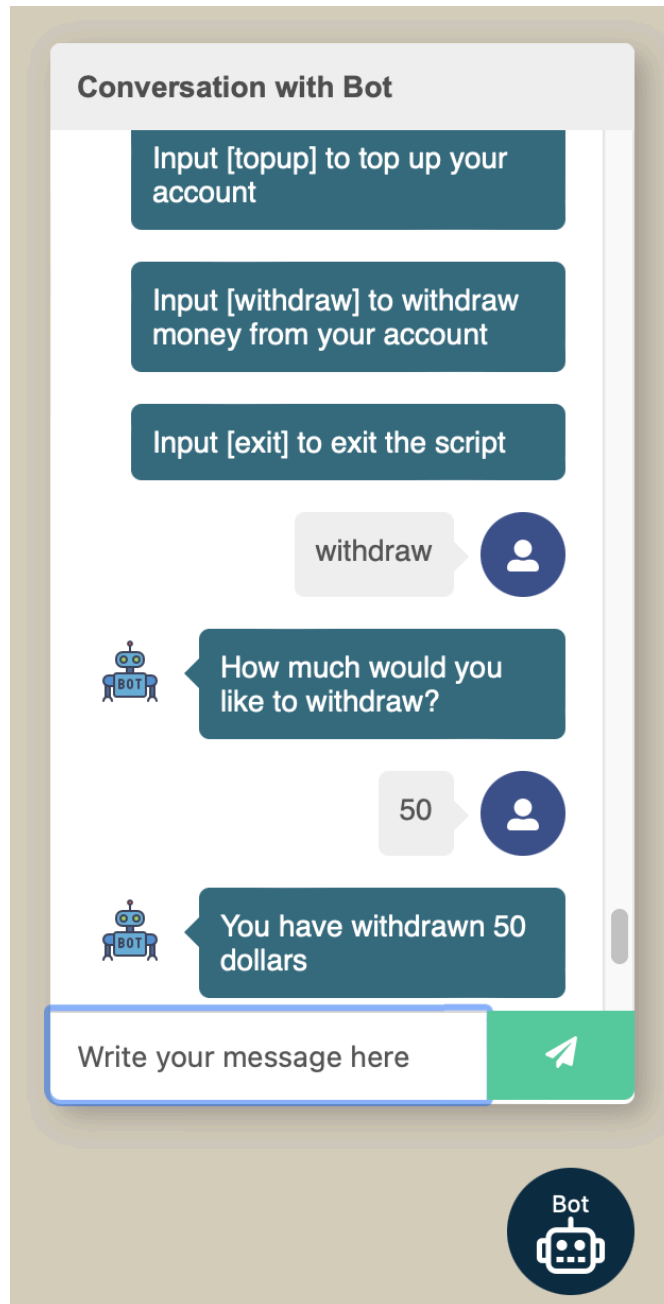 Conversation with Bot
Input [topup] to top up your
account
Input [withdraw] to withdraw
money from your account
Input [exit] to exit the script
withdraw
BOT
How much would you
like to withdraw?
50
BOT
You have withdrawn 50
dollars
Write your message here
Bot